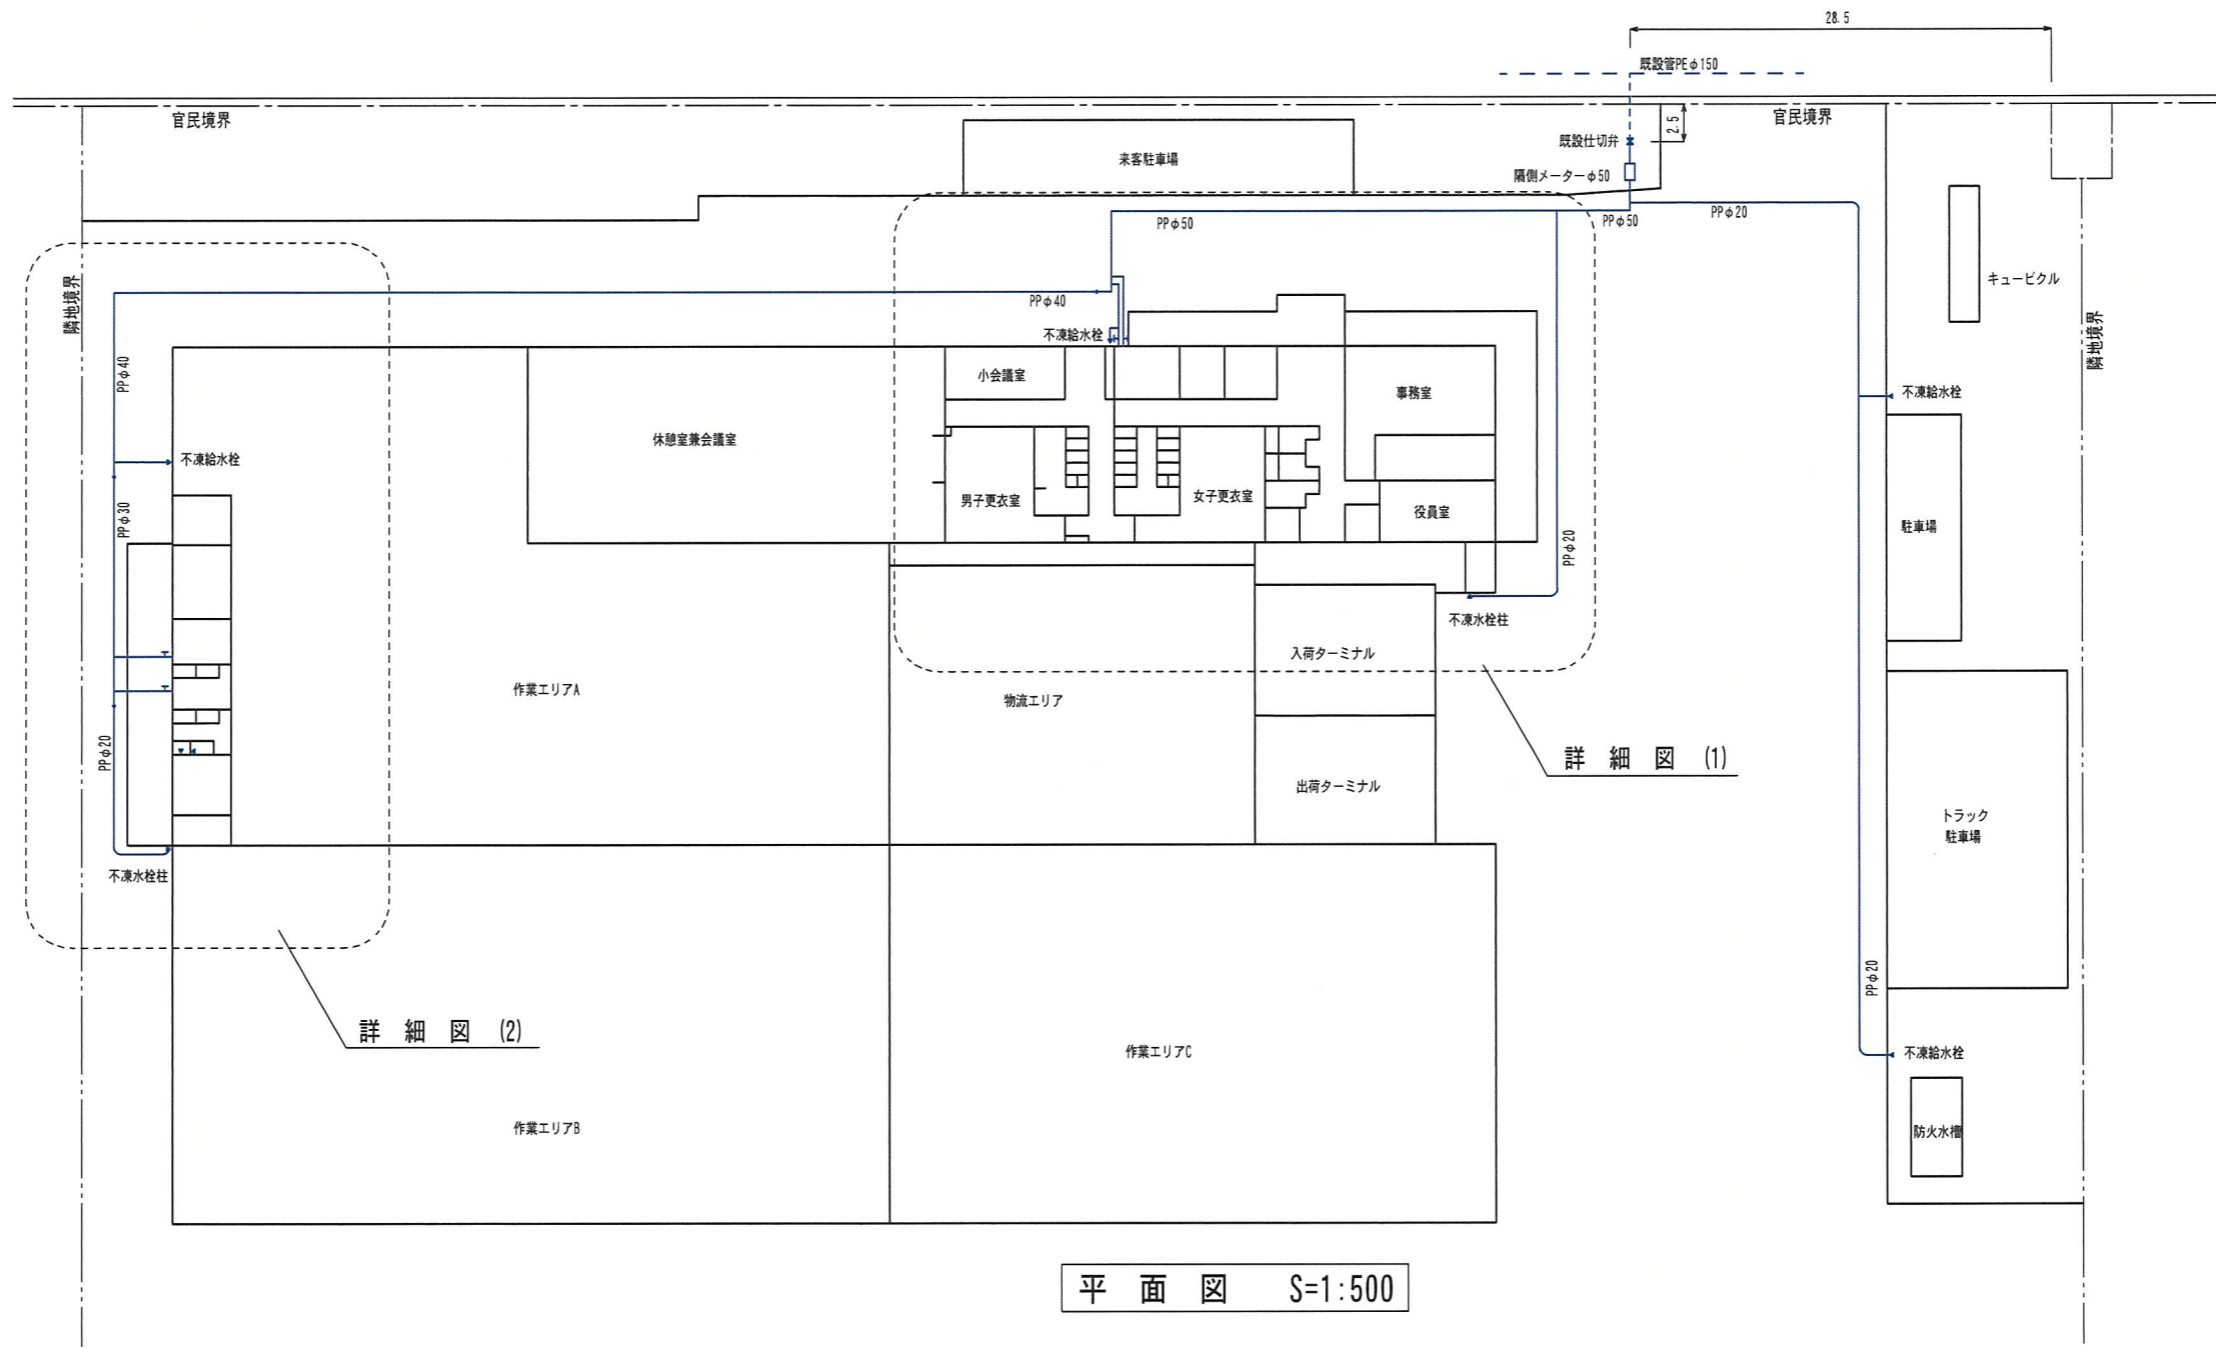 28.5
既設管PEφ150
官民境界
官民境界
2.5
既設仕切弁
来客駐車場
隔側メーターφ50
PPφ50
PPφ50
PPφ20
隣地境界
キュービクル
PPφ40
隣地境界
不凍給水栓
PPφ40
小会議室
事務室
不凍給水栓
休憩室兼会議室
不凍給水栓
男子更衣室
女子更衣室
役員室
PPφ30
駐車場
PPφ20
不凍水栓柱
入荷ターミナル
作業エリアA
物流エリア
PPφ20
詳細図 (1)
出荷ターミナル
トラック
駐車場
不凍水栓柱
PPφ20
詳細図 (2)
作業エリアC
不凍給水栓
作業エリアB
防火水槽
平面図 S=1:500